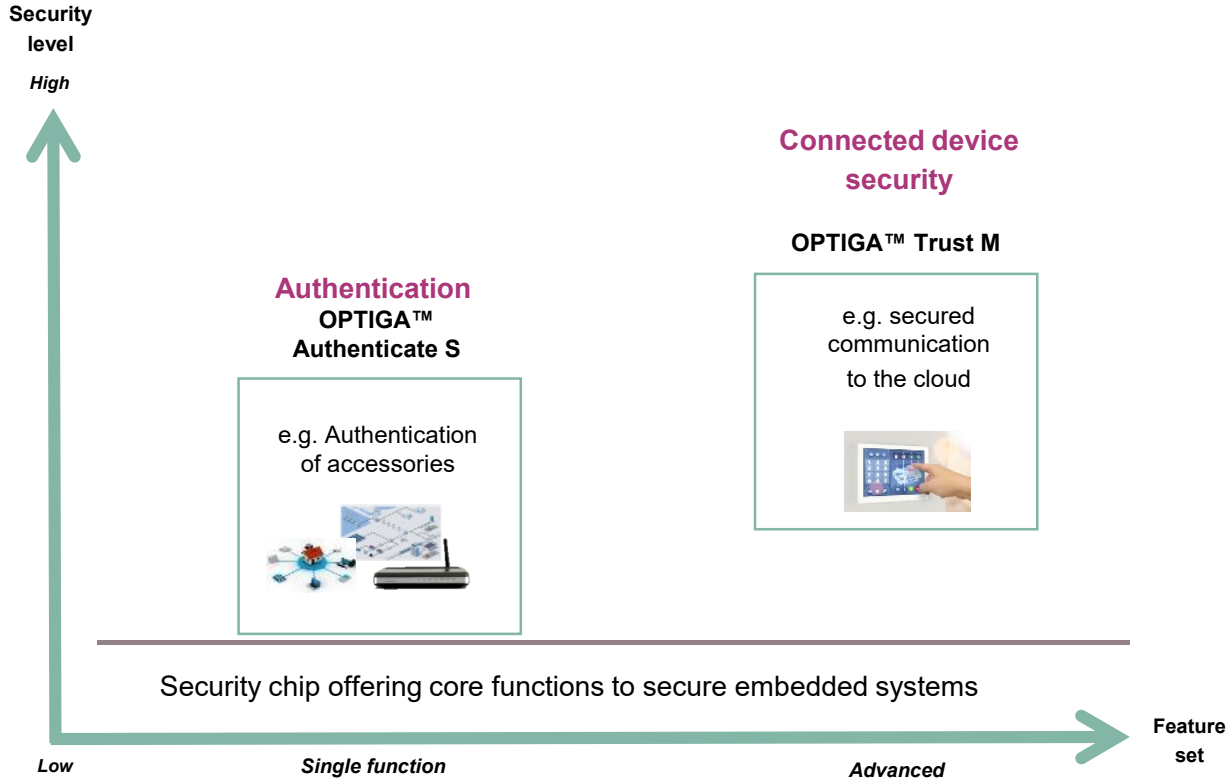 Security
level
High
Connected device
security
OPTIGA™ Trust M
e.g. secured
communication
to the cloud
Authentication
OPTIGA™
Authenticate S
e.g. Authentication
of accessories
Security chip offering core functions to secure embedded systems
Feature
set
Low
Single function
Advanced